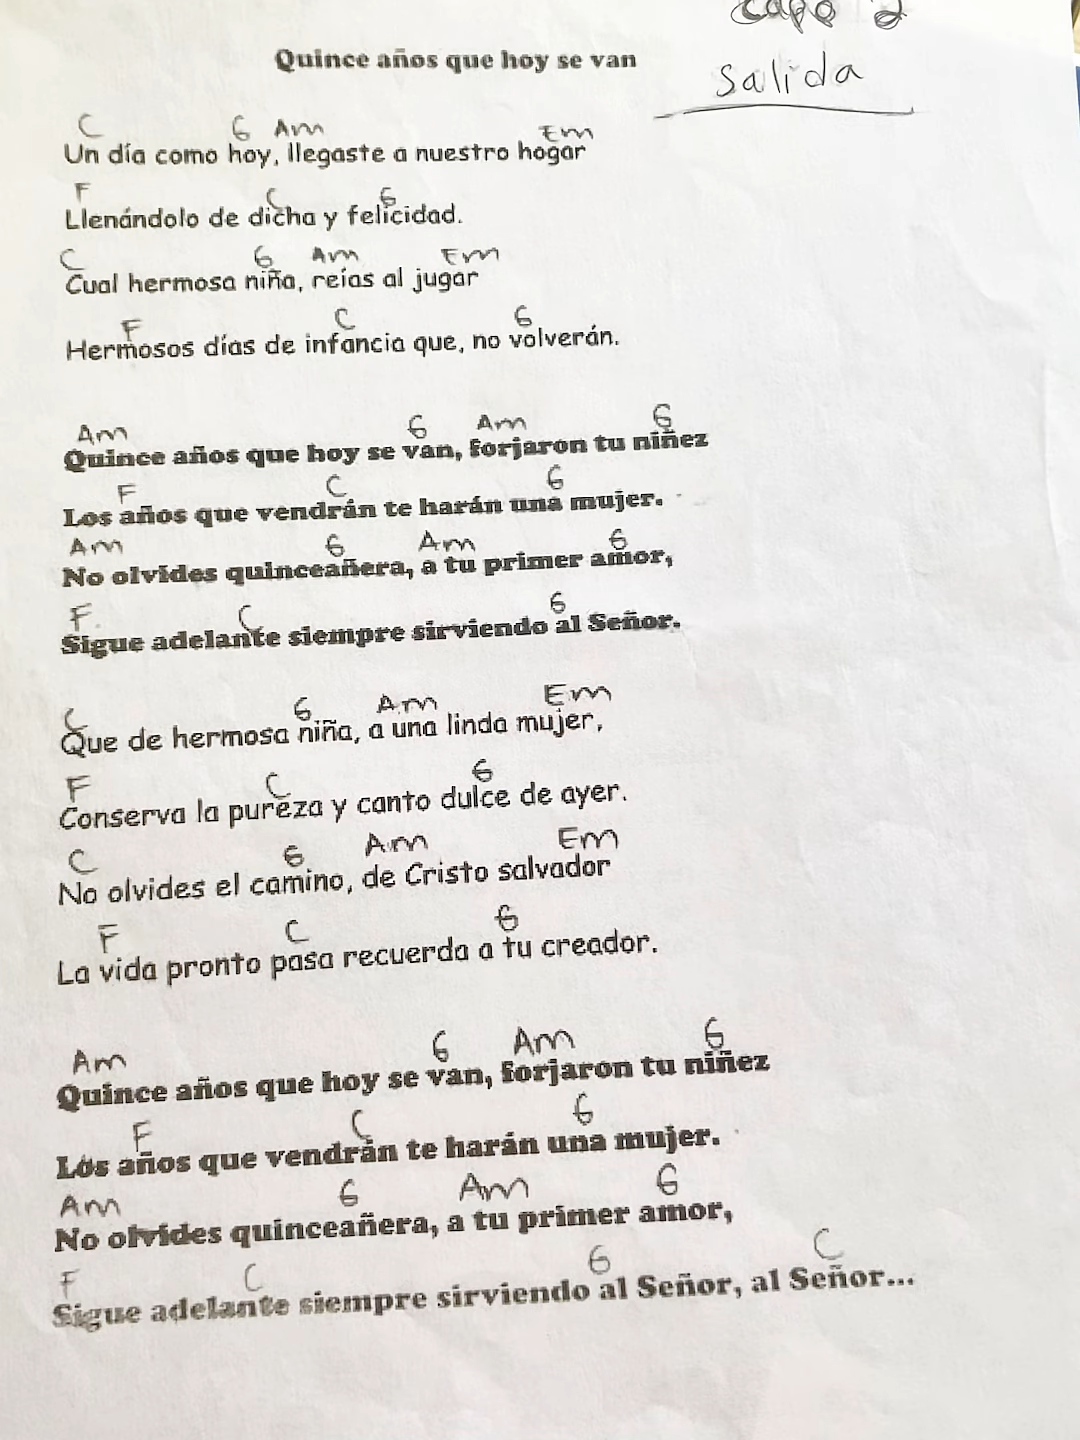 capo 2
Quince años que hoy se van
salida
C G Am Em
Un día como hoy, llegaste a nuestro hogar
F C G
Llenándolo de dicha y felicidad.
C G Am Em
Cual hermosa niña, reías al jugar
F C G
Hermosos días de infancia que, no volverán.
Am G Am G
Quince años que hoy se van, forjaron tu niñez
F C G
Los años que vendrán te harán una mujer.
Am G Am G
No olvides quinceañera, a tu primer amor,
F. C G
Sigue adelante siempre sirviendo al Señor.
C G Am Em
Que de hermosa niña, a una linda mujer,
F C G
Conserva la pureza y canto dulce de ayer.
C G Am Em
No olvides el camino, de Cristo salvador
F C G
La vida pronto pasa recuerda a tu creador.
Am G Am G
Quince años que hoy se van, forjaron tu niñez
F C G
Los años que vendrán te harán una mujer.
Am G Am G
No olvides quinceañera, a tu primer amor,
F C G C
Sigue adelante siempre sirviendo al Señor, al Señor...